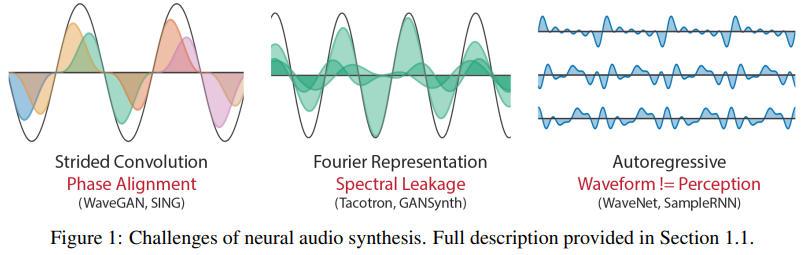 Strided Convolution
Phase Alignment
(WaveGAN, SING)
Fourier Representation
Spectral Leakage
(Tacotron, GANSynth)
Autoregressive
Waveform != Perception
(WaveNet, SampleRNN)
Figure 1: Challenges of neural audio synthesis. Full description provided in Section 1.1.